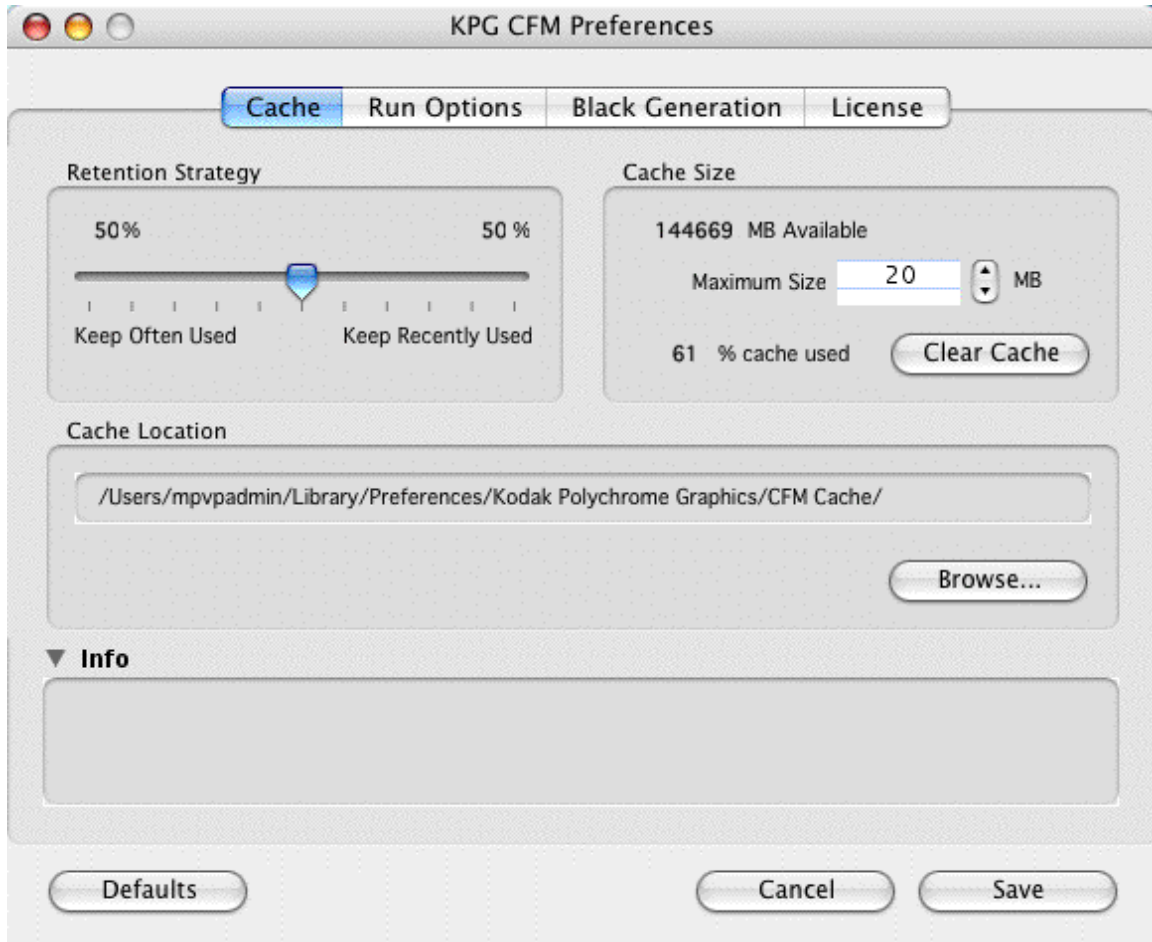 KPG CFM Preferences
Cache Run Options Black Generation License
Retention Strategy
50% 50 %
Keep Often Used Keep Recently Used
Cache Size
144669 MB Available
Maximum Size 20 MB
61 % cache used Clear Cache
Cache Location
/Users/mpvpadmin/Library/Preferences/Kodak Polychrome Graphics/CFM Cache/
Browse...
Info
Defaults Cancel Save